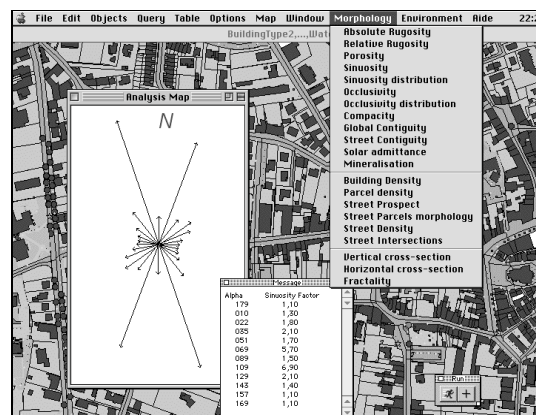 File Edit Objects Query Table Options Map Window Morphology Environment Aide
BuildingType2,...,Wat
Absolute Rugosity
Relative Rugosity
Porosity
Sinuosity
Sinuosity distribution
Occlusivity
Occlusivity distribution
Compacity
Global Contiguity
Street Contiguity
Solar admittance
Mineralisation
Building Density
Parcel density
Street Prospect
Street Parcels morphology
Street Density
Street Intersections
Vertical cross-section
Horizontal cross-section
Fractality
Analysis Map
N
Message
Alpha Sinuosity Factor
179 1,10
010 1,30
022 1,80
035 2,10
051 1,70
069 5,70
089 1,50
109 6,90
129 2,10
143 1,40
157 1,10
169 1,10
Run